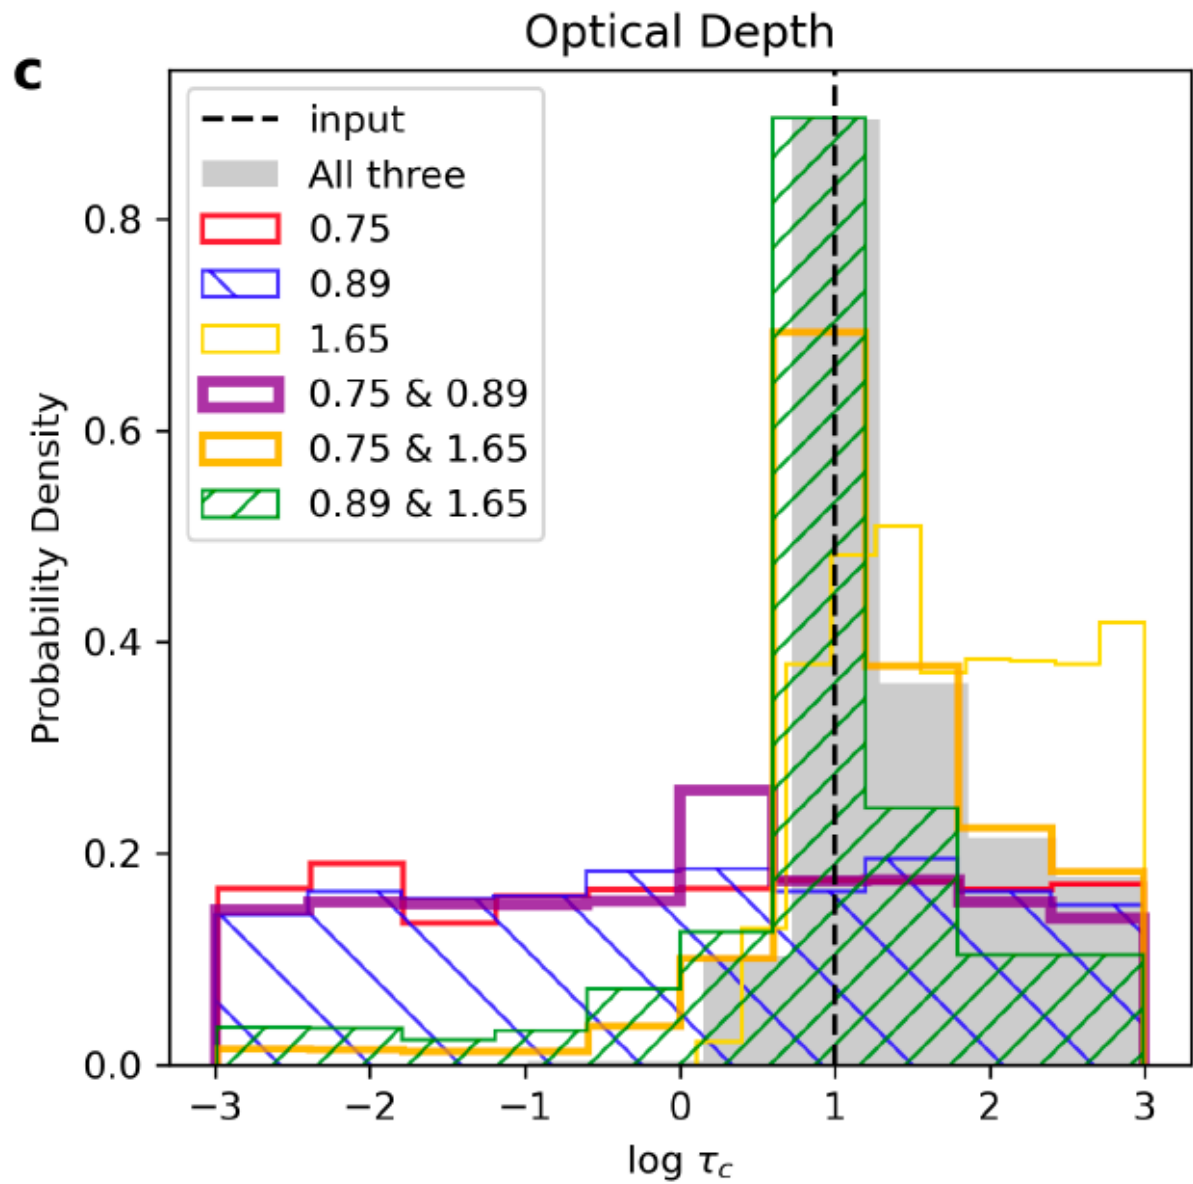 Optical Depth
c
input
All three
0.75
0.89
1.65
0.75 & 0.89
0.75 & 1.65
0.89 & 1.65
Probability Density
0.8
0.6
0.4
0.2
0.0
−3 −2 −1 0 1 2 3
log τc